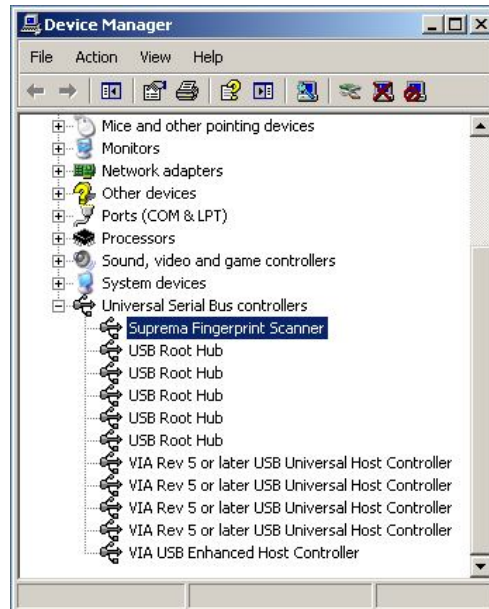 Device Manager
File Action View Help
Mice and other pointing devices
Monitors
Network adapters
Other devices
Ports (COM & LPT)
Processors
Sound, video and game controllers
System devices
Universal Serial Bus controllers
Suprema Fingerprint Scanner
USB Root Hub
USB Root Hub
USB Root Hub
USB Root Hub
USB Root Hub
VIA Rev 5 or later USB Universal Host Controller
VIA Rev 5 or later USB Universal Host Controller
VIA Rev 5 or later USB Universal Host Controller
VIA Rev 5 or later USB Universal Host Controller
VIA USB Enhanced Host Controller